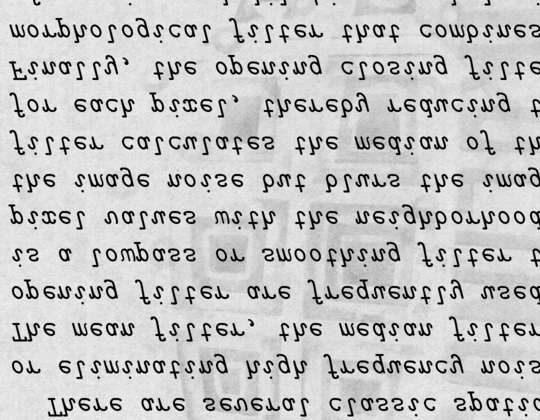 There are several classic spatia
or eliminating high frequency nois
The mean filter, the median filter
opening filter are frequently used
is a lowpass or smoothing filter t
pixel values with the neighborhood
the image noise but blurs the imag
filter calculates the median of th
for each pixel, thereby reducing t
Finally, the opening closing filte
morphological filter that combines